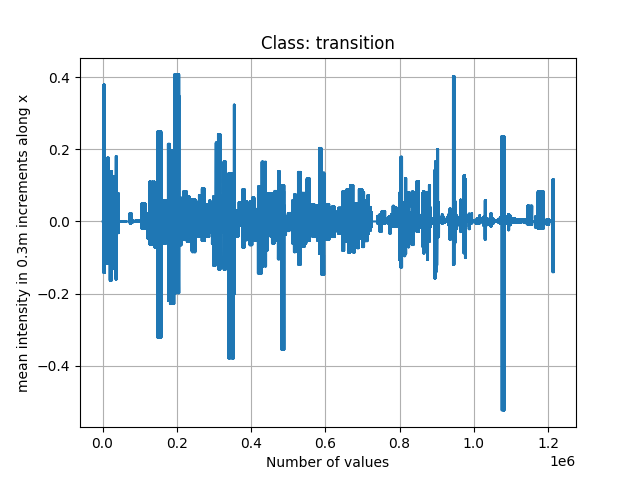 Class: transition
mean intensity in 0.3m increments along x
0.4
0.2
0.0
−0.2
−0.4
0.0 0.2 0.4 0.6 0.8 1.0 1.2
1e6
Number of values